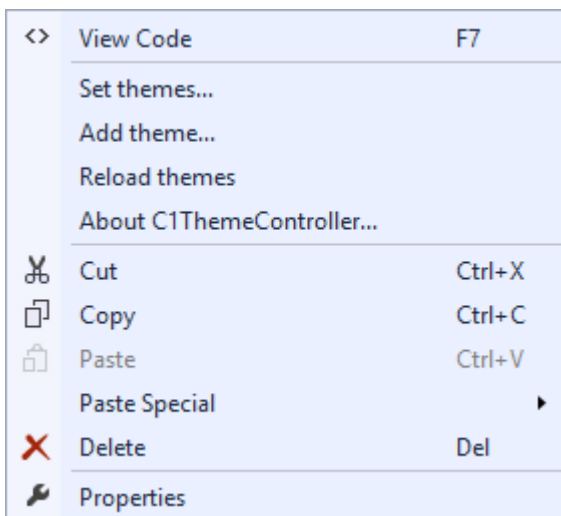 View Code F7
Set themes...
Add theme...
Reload themes
About C1ThemeController...
Cut Ctrl+X
Copy Ctrl+C
Paste Ctrl+V
Paste Special
Delete Del
Properties